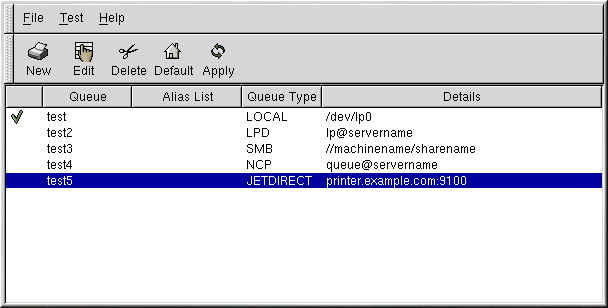 File Test Help
New Edit Delete Default Apply
Queue Alias List Queue Type Details
test LOCAL /dev/lp0
test2 LPD lp@servername
test3 SMB //machinename/sharename
test4 NCP queue@servername
test5 JETDIRECT printer.example.com:9100